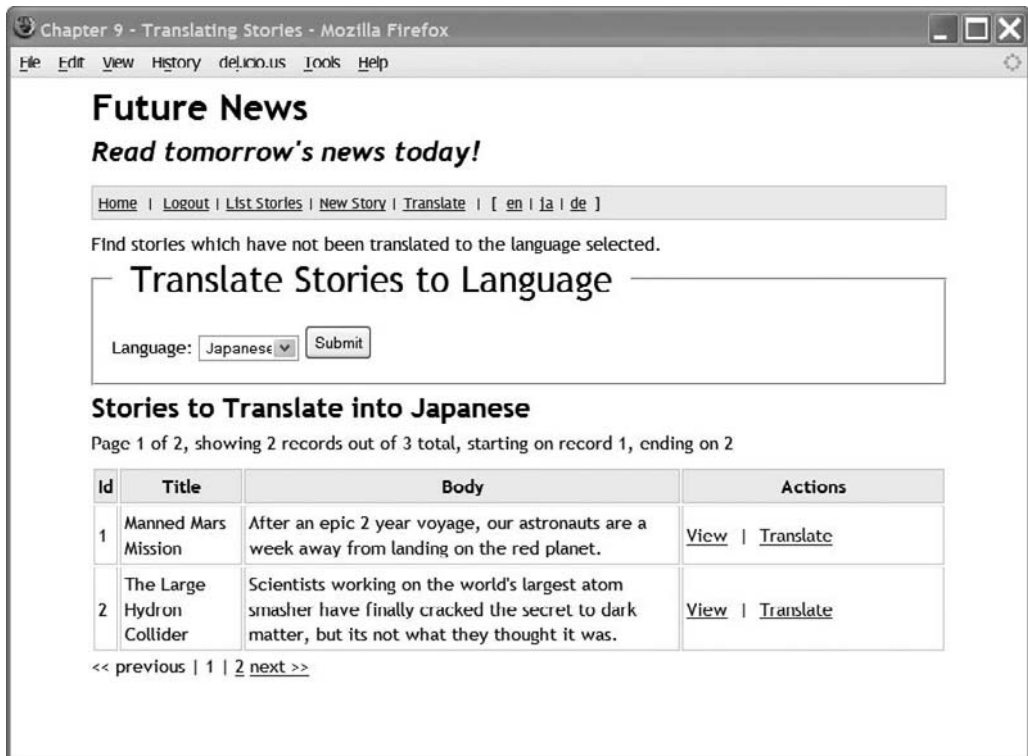 Chapter 9 - Translating Stories - Mozilla Firefox
File Edit View History del.icio.us Tools Help
Future News
Read tomorrow's news today!
Home | Logout | List Stories | New Story | Translate | [ en | ja | de ]
Find stories which have not been translated to the language selected.
Translate Stories to Language
Language: Japanese Submit
Stories to Translate into Japanese
Page 1 of 2, showing 2 records out of 3 total, starting on record 1, ending on 2
Id Title Body Actions
1 Manned Mars Mission After an epic 2 year voyage, our astronauts are a week away from landing on the red planet. View | Translate
2 The Large Hydron Collider Scientists working on the world's largest atom smasher have finally cracked the secret to dark matter, but its not what they thought it was. View | Translate
<< previous | 1 | 2 next >>